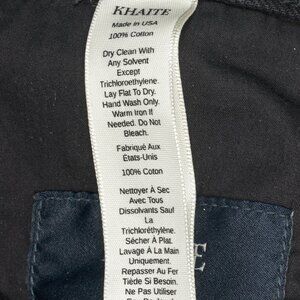 KHAITE
Made in USA
100% Cotton
Dry Clean With
Any Solvent
Except
Trichloroethylene.
Lay Flat To Dry.
Hand Wash Only.
Warm Iron If
Needed. Do Not
Bleach.
Fabriqué Aux
États-Unis
100% Coton
Nettoyer À Sec
Avec Tous
Dissolvants Sauf
La
Trichloréthylène.
Sécher À Plat.
Lavage À La Main
Uniquement.
Repasser Au Fer
Tiède Si Besoin.
Ne Pas Utiliser